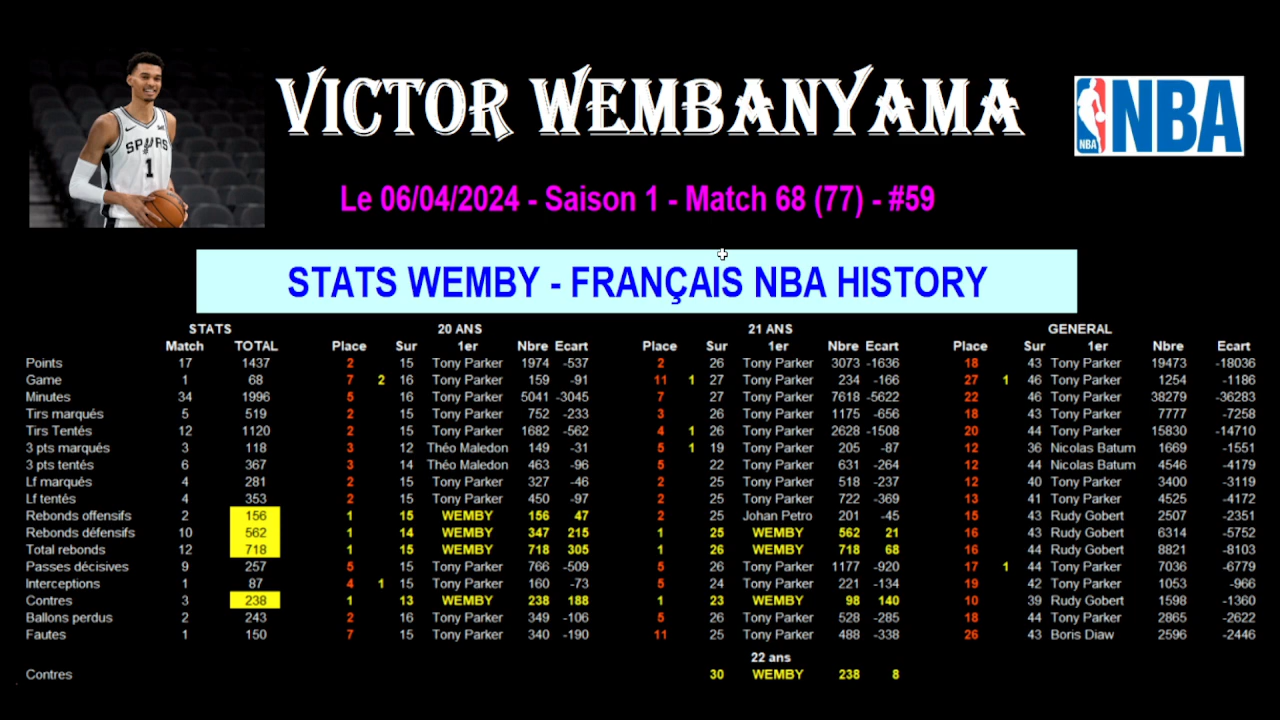 VICTOR WEMBANYAMA
NBA
NBA
SPURS
1
Le 06/04/2024 - Saison 1 - Match 68 (77) - #59
STATS WEMBY - FRANÇAIS NBA HISTORY
STATS 20 ANS 21 ANS GENERAL
Match TOTAL Place Sur 1er Nbre Ecart Place Sur 1er Nbre Ecart Place Sur 1er Nbre Ecart
Points 17 1437 2 15 Tony Parker 1974 -537 2 26 Tony Parker 3073 -1636 18 43 Tony Parker 19473 -18036
Game 1 68 7 2 16 Tony Parker 159 -91 11 1 27 Tony Parker 234 -166 27 1 46 Tony Parker 1254 -1186
Minutes 34 1996 5 16 Tony Parker 5041 -3045 7 27 Tony Parker 7618 -5622 22 46 Tony Parker 38279 -36283
Tirs marqués 5 519 2 15 Tony Parker 752 -233 3 26 Tony Parker 1175 -656 18 43 Tony Parker 7777 -7258
Tirs Tentés 12 1120 2 15 Tony Parker 1682 -562 4 1 26 Tony Parker 2628 -1508 20 44 Tony Parker 15830 -14710
3 pts marqués 3 118 3 12 Théo Maledon 149 -31 5 1 19 Tony Parker 205 -87 12 36 Nicolas Batum 1669 -1551
3 pts tentés 6 367 3 14 Théo Maledon 463 -96 5 22 Tony Parker 631 -264 12 44 Nicolas Batum 4546 -4179
Lf marqués 4 281 2 15 Tony Parker 327 -46 2 25 Tony Parker 518 -237 12 40 Tony Parker 3400 -3119
Lf tentés 4 353 2 15 Tony Parker 450 -97 2 25 Tony Parker 722 -369 13 41 Tony Parker 4525 -4172
Rebonds offensifs 2 156 1 15 WEMBY 156 47 2 25 Johan Petro 201 -45 15 43 Rudy Gobert 2507 -2351
Rebonds défensifs 10 562 1 14 WEMBY 347 215 1 25 WEMBY 562 21 16 43 Rudy Gobert 6314 -5752
Total rebonds 12 718 1 15 WEMBY 718 305 1 26 WEMBY 718 68 16 44 Rudy Gobert 8821 -8103
Passes décisives 9 257 5 15 Tony Parker 766 -509 5 26 Tony Parker 1177 -920 17 1 44 Tony Parker 7036 -6779
Interceptions 1 87 4 1 15 Tony Parker 160 -73 5 24 Tony Parker 221 -134 19 42 Tony Parker 1053 -966
Contres 3 238 1 13 WEMBY 238 188 1 23 WEMBY 98 140 10 39 Rudy Gobert 1598 -1360
Ballons perdus 2 243 2 16 Tony Parker 349 -106 5 26 Tony Parker 528 -285 18 44 Tony Parker 2865 -2622
Fautes 1 150 7 15 Tony Parker 340 -190 11 25 Tony Parker 488 -338 26 43 Boris Diaw 2596 -2446
22 ans
Contres 30 WEMBY 238 8